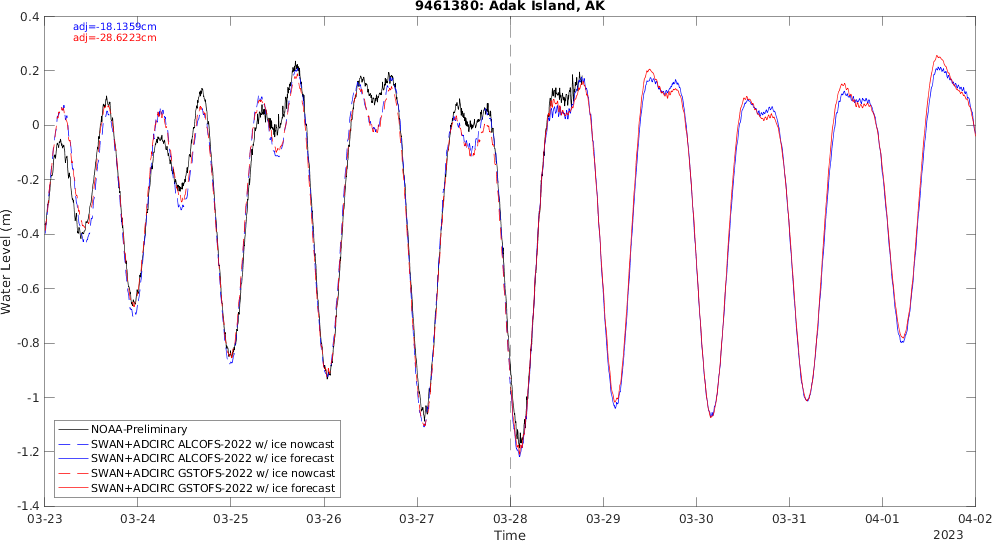 9461380: Adak Island, AK
adj=-18.1359cm
adj=-28.6223cm
0.4
0.2
0
-0.2
-0.4
-0.6
-0.8
-1
-1.2
-1.4
Water Level (m)
NOAA-Preliminary
SWAN+ADCIRC ALCOFS-2022 w/ ice nowcast
SWAN+ADCIRC ALCOFS-2022 w/ ice forecast
SWAN+ADCIRC GSTOFS-2022 w/ ice nowcast
SWAN+ADCIRC GSTOFS-2022 w/ ice forecast
03-23 03-24 03-25 03-26 03-27 03-28 03-29 03-30 03-31 04-01 04-02
Time
2023